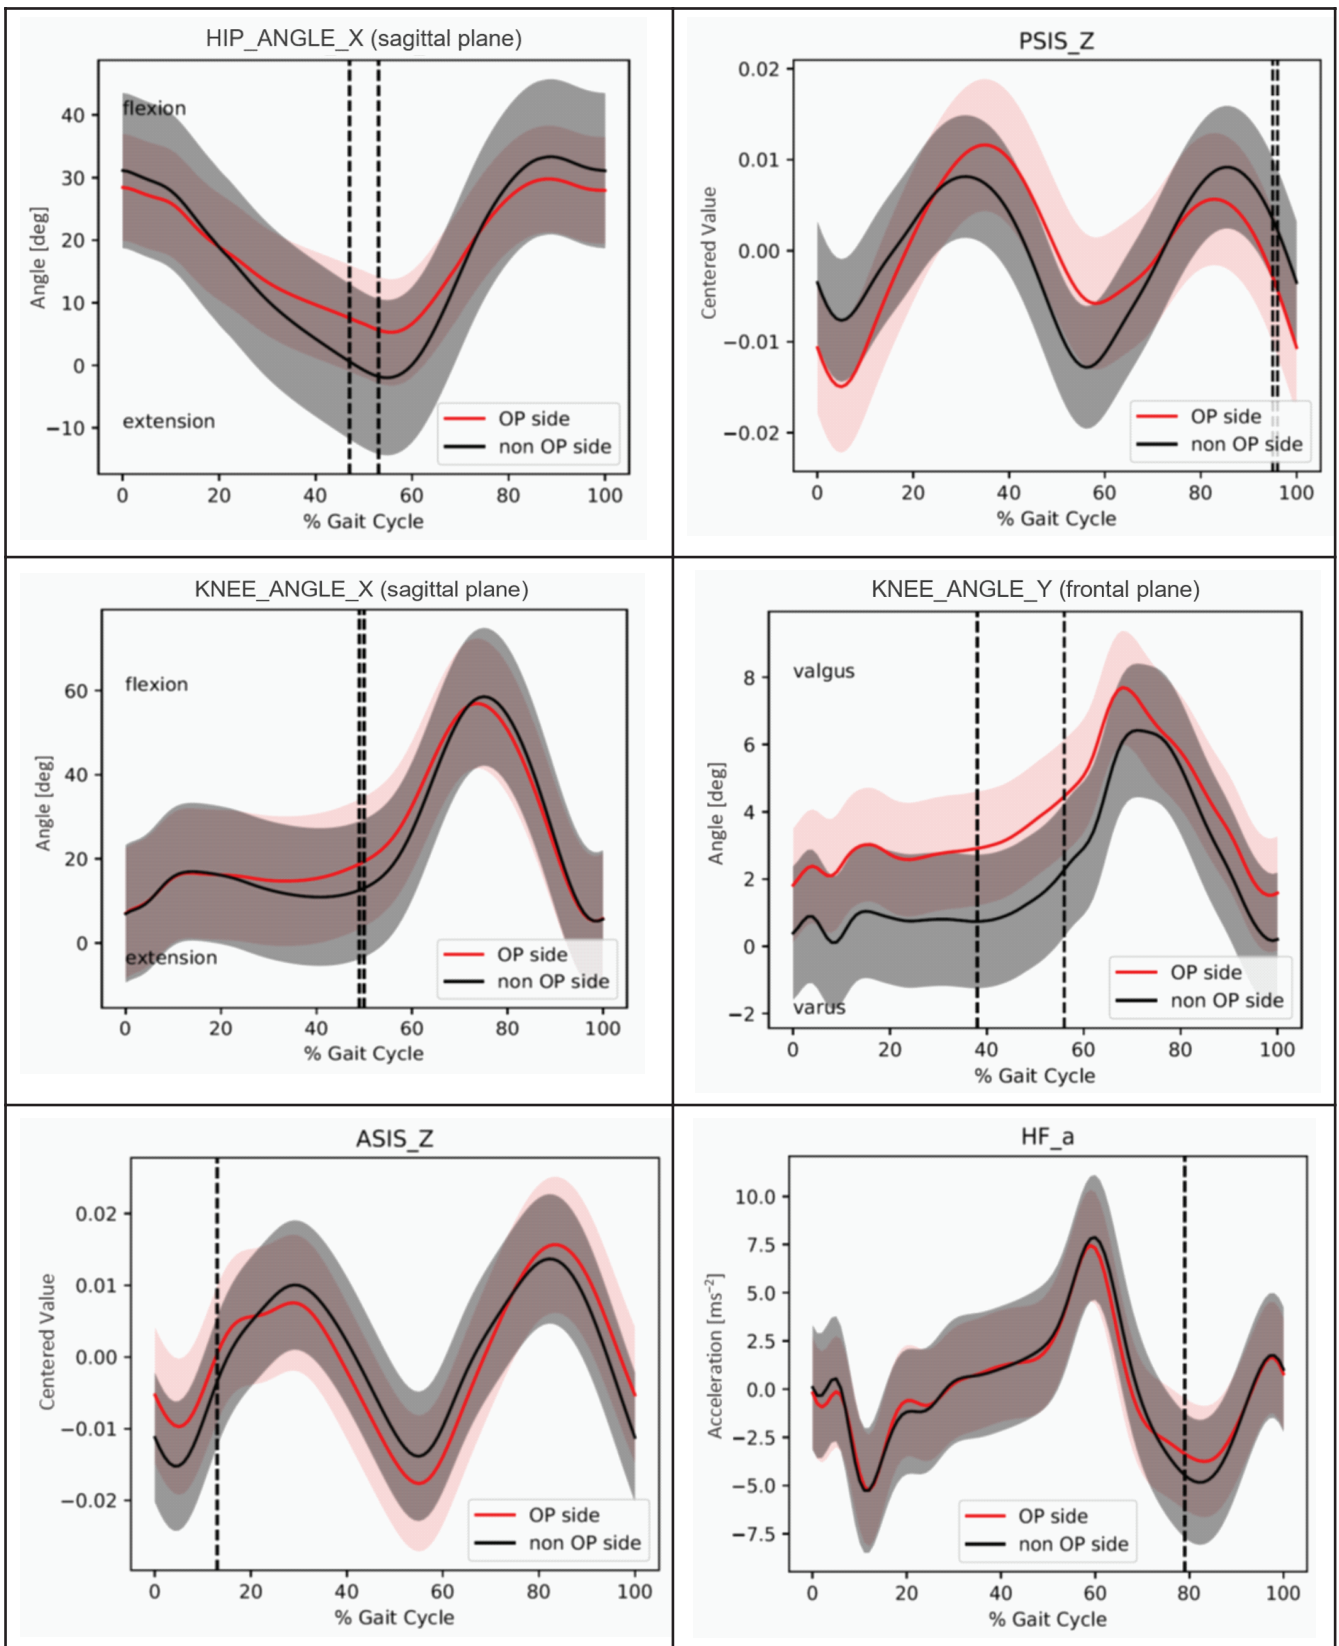 HIP_ANGLE_X (sagittal plane)
flexion
extension
40
30
20
10
0
−10
Angle [deg]
OP side
non OP side
0 20 40 60 80 100
% Gait Cycle
PSIS_Z
0.02
0.01
0.00
−0.01
−0.02
Centered Value
OP side
non OP side
0 20 40 60 80 100
% Gait Cycle
KNEE_ANGLE_X (sagittal plane)
flexion
extension
60
40
20
0
Angle [deg]
OP side
non OP side
0 20 40 60 80 100
% Gait Cycle
KNEE_ANGLE_Y (frontal plane)
valgus
varus
8
6
4
2
0
−2
Angle [deg]
OP side
non OP side
0 20 40 60 80 100
% Gait Cycle
ASIS_Z
0.02
0.01
0.00
−0.01
−0.02
Centered Value
OP side
non OP side
0 20 40 60 80 100
% Gait Cycle
HF_a
10.0
7.5
5.0
2.5
0.0
−2.5
−5.0
−7.5
Acceleration [ms⁻²]
OP side
non OP side
0 20 40 60 80 100
% Gait Cycle